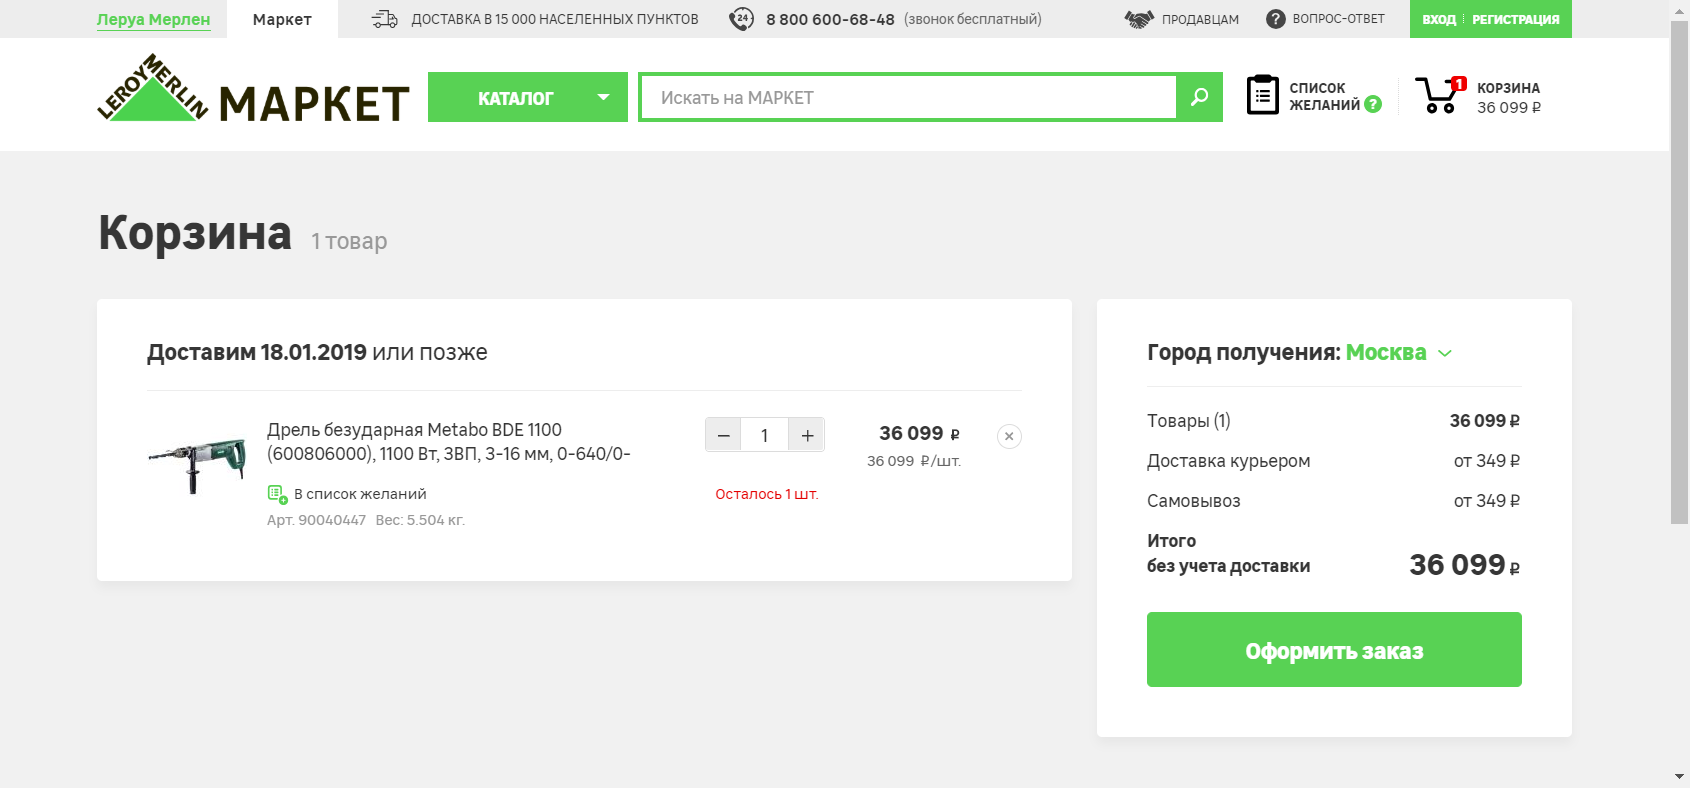 Леруа Мерлен
Маркет
ДОСТАВКА В 15 000 НАСЕЛЕННЫХ ПУНКТОВ
24
8 800 600-68-48 (звонок бесплатный)
ПРОДАВЦАМ
ВОПРОС-ОТВЕТ
ВХОД РЕГИСТРАЦИЯ
LEROY MERLIN
МАРКЕТ
КАТАЛОГ
Искать на МАРКЕТ
СПИСОК
ЖЕЛАНИЙ ?
1
КОРЗИНА
36 099 ₽
Корзина 1 товар
Доставим 18.01.2019 или позже
Дрель безударная Metabo BDE 1100
(600806000), 1100 Вт, ЗВП, 3-16 мм, 0-640/0-
В список желаний
Арт. 90040447 Вес: 5.504 кг.
− 1 +
Осталось 1 шт.
36 099 ₽
36 099 ₽/шт.
Город получения: Москва
Товары (1) 36 099 ₽
Доставка курьером от 349 ₽
Самовывоз от 349 ₽
Итого
без учета доставки 36 099 ₽
Оформить заказ